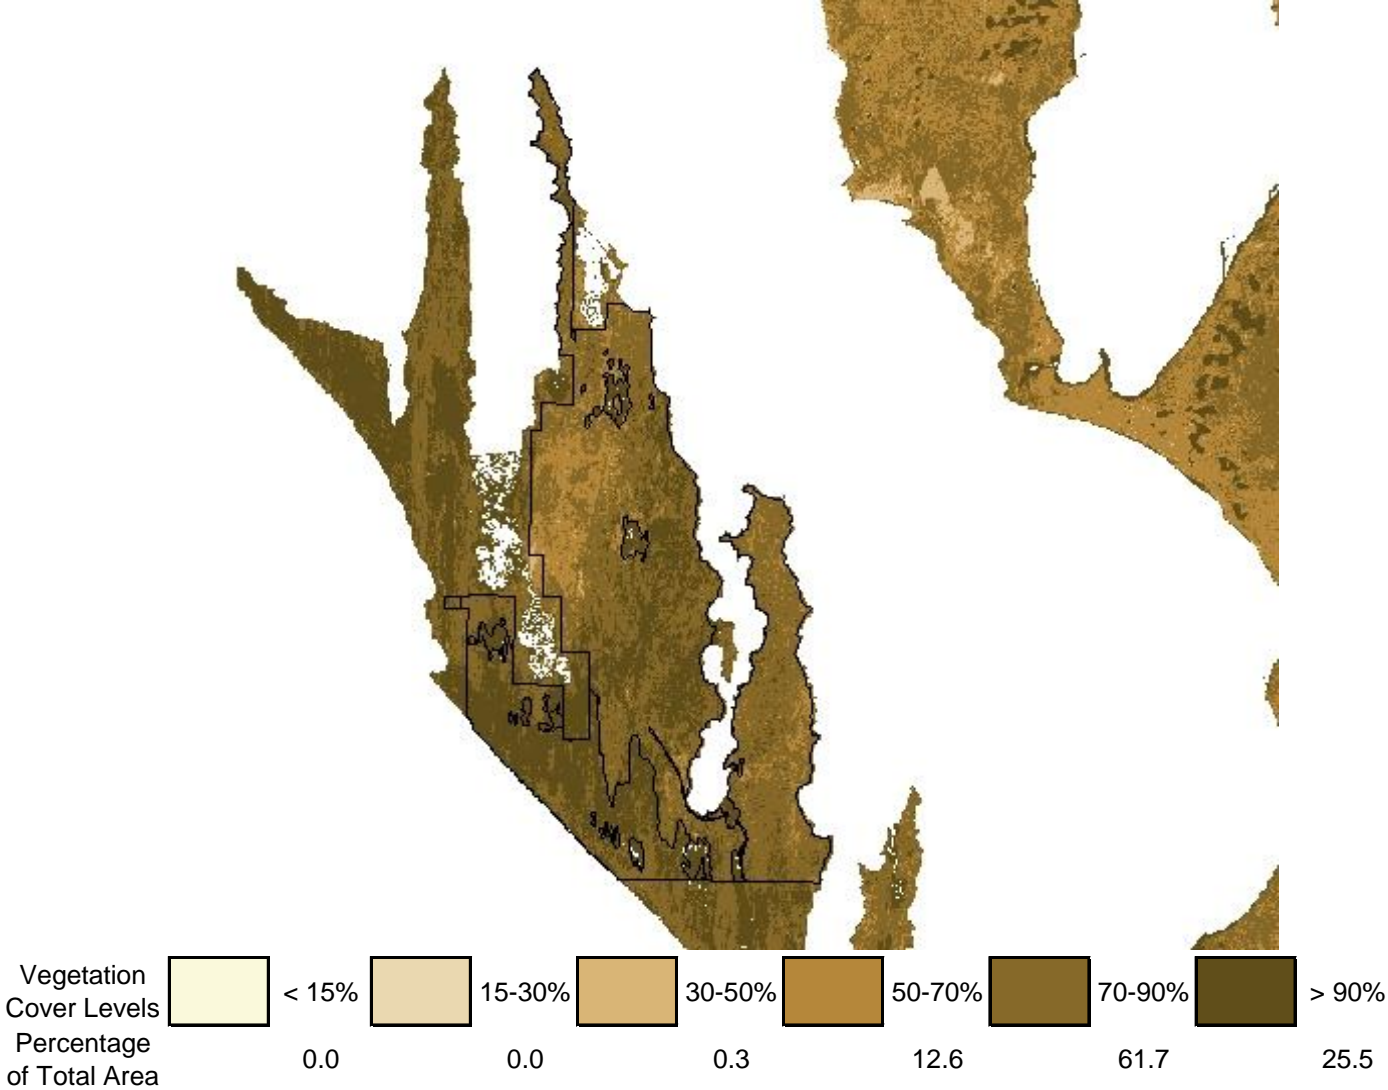 Vegetation
Cover Levels
< 15% 15-30% 30-50% 50-70% 70-90% > 90%
Percentage
of Total Area
0.0 0.0 0.3 12.6 61.7 25.5